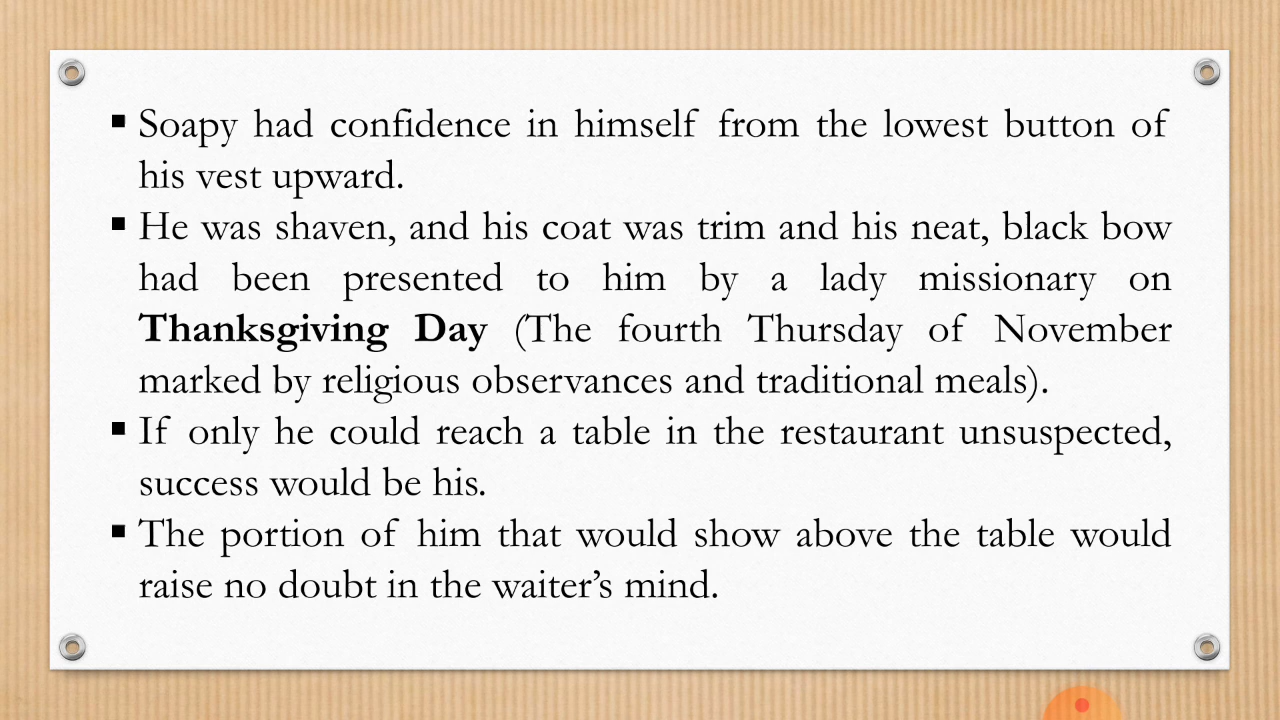 ▪ Soapy had confidence in himself from the lowest button of
his vest upward.
▪ He was shaven, and his coat was trim and his neat, black bow
had been presented to him by a lady missionary on
Thanksgiving Day (The fourth Thursday of November
marked by religious observances and traditional meals).
▪ If only he could reach a table in the restaurant unsuspected,
success would be his.
▪ The portion of him that would show above the table would
raise no doubt in the waiter’s mind.